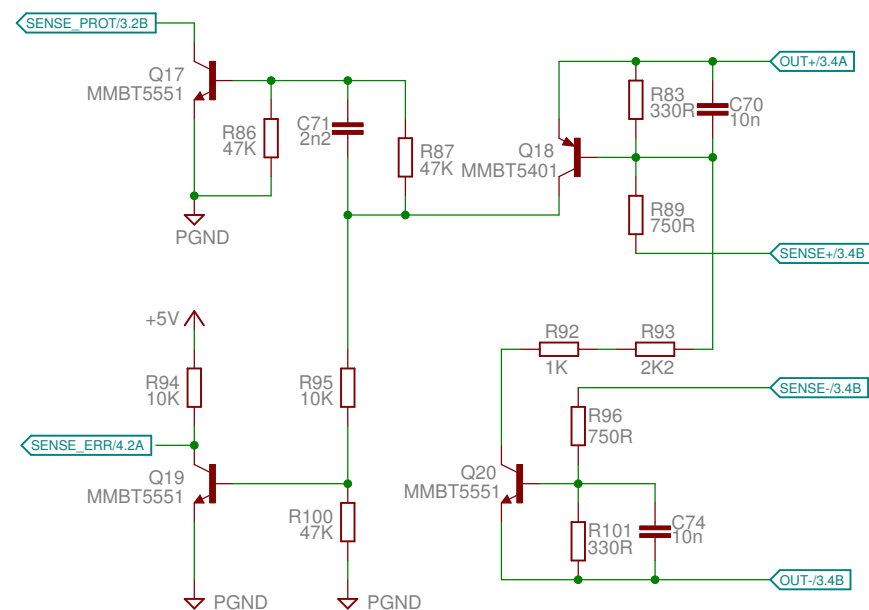 SENSE_PROT/3.2B
OUT+/3.4A
Q17
MMBT5551
R83
330R
C70
10n
R86
47K
C71
2n2
R87
47K
Q18
MMBT5401
R89
750R
PGND
SENSE+/3.4B
+5V
R92
1K
R93
2K2
R94
10K
R95
10K
SENSE-/3.4B
R96
750R
SENSE_ERR/4.2A
Q19
MMBT5551
Q20
MMBT5551
R100
47K
R101
330R
C74
10n
OUT-/3.4B
PGND
PGND